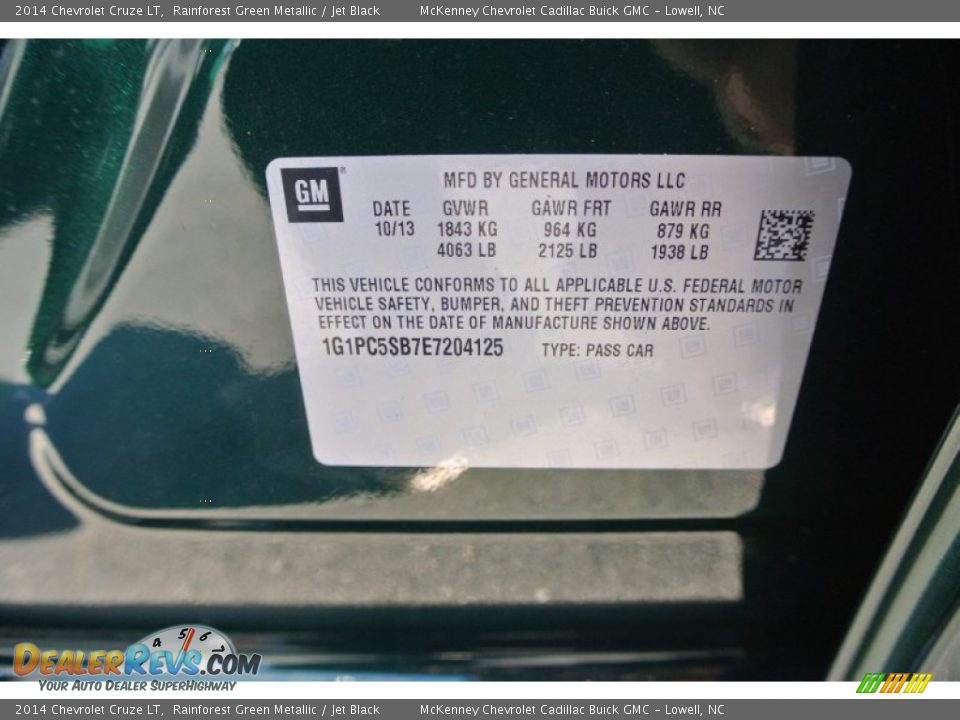 2014 Chevrolet Cruze LT, Rainforest Green Metallic / Jet Black McKenney Chevrolet Cadillac Buick GMC - Lowell, NC
GM
MFD BY GENERAL MOTORS LLC
DATE GVWR GAWR FRT GAWR RR
10/13 1843 KG 964 KG 879 KG
4063 LB 2125 LB 1938 LB
THIS VEHICLE CONFORMS TO ALL APPLICABLE U.S. FEDERAL MOTOR
VEHICLE SAFETY, BUMPER, AND THEFT PREVENTION STANDARDS IN
EFFECT ON THE DATE OF MANUFACTURE SHOWN ABOVE.
1G1PC5SB7E7204125 TYPE: PASS CAR
4 5 6 7
DealerRevs.com
Your Auto Dealer SuperHighway
2014 Chevrolet Cruze LT, Rainforest Green Metallic / Jet Black McKenney Chevrolet Cadillac Buick GMC - Lowell, NC